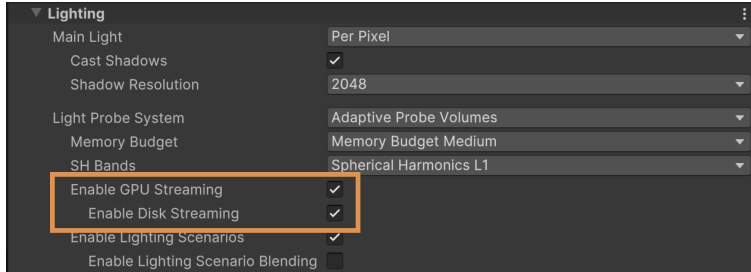 Lighting
Main Light Per Pixel
Cast Shadows
Shadow Resolution 2048
Light Probe System Adaptive Probe Volumes
Memory Budget Memory Budget Medium
SH Bands Spherical Harmonics L1
Enable GPU Streaming
Enable Disk Streaming
Enable Lighting Scenarios
Enable Lighting Scenario Blending